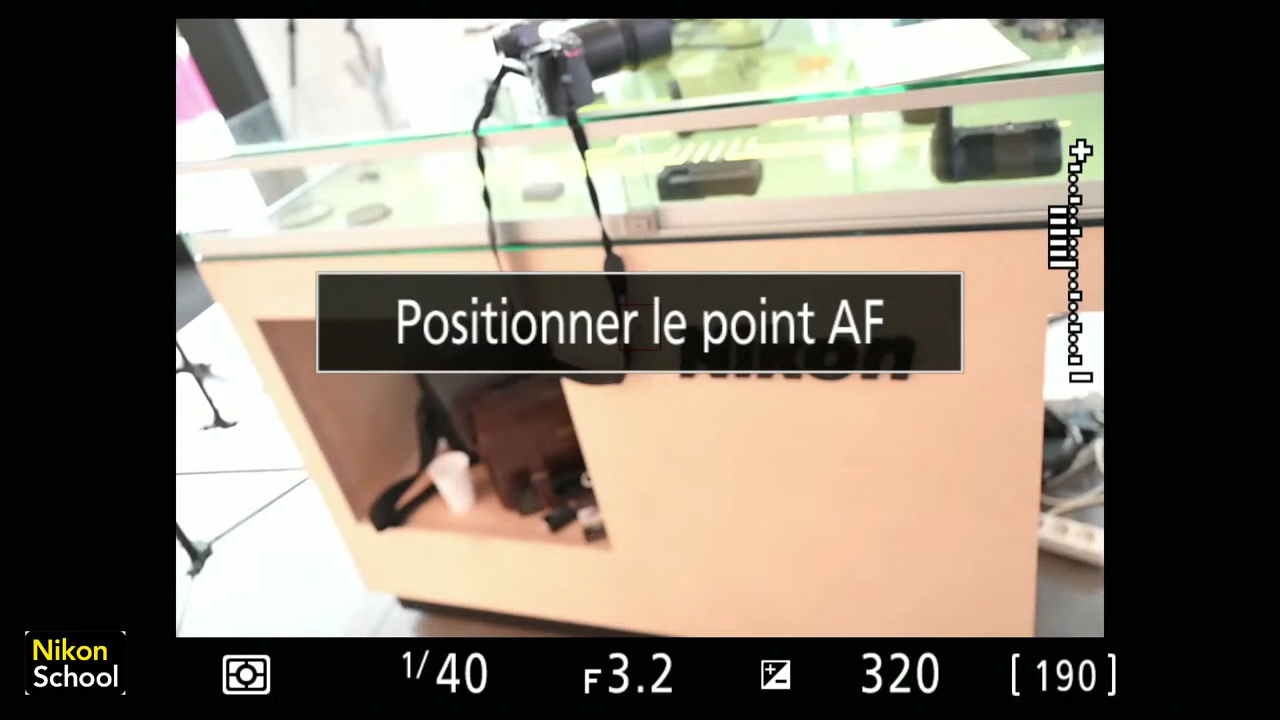 Positionner le point AF
Nikon
Nikon
School
1/40
F3.2
320
[190]